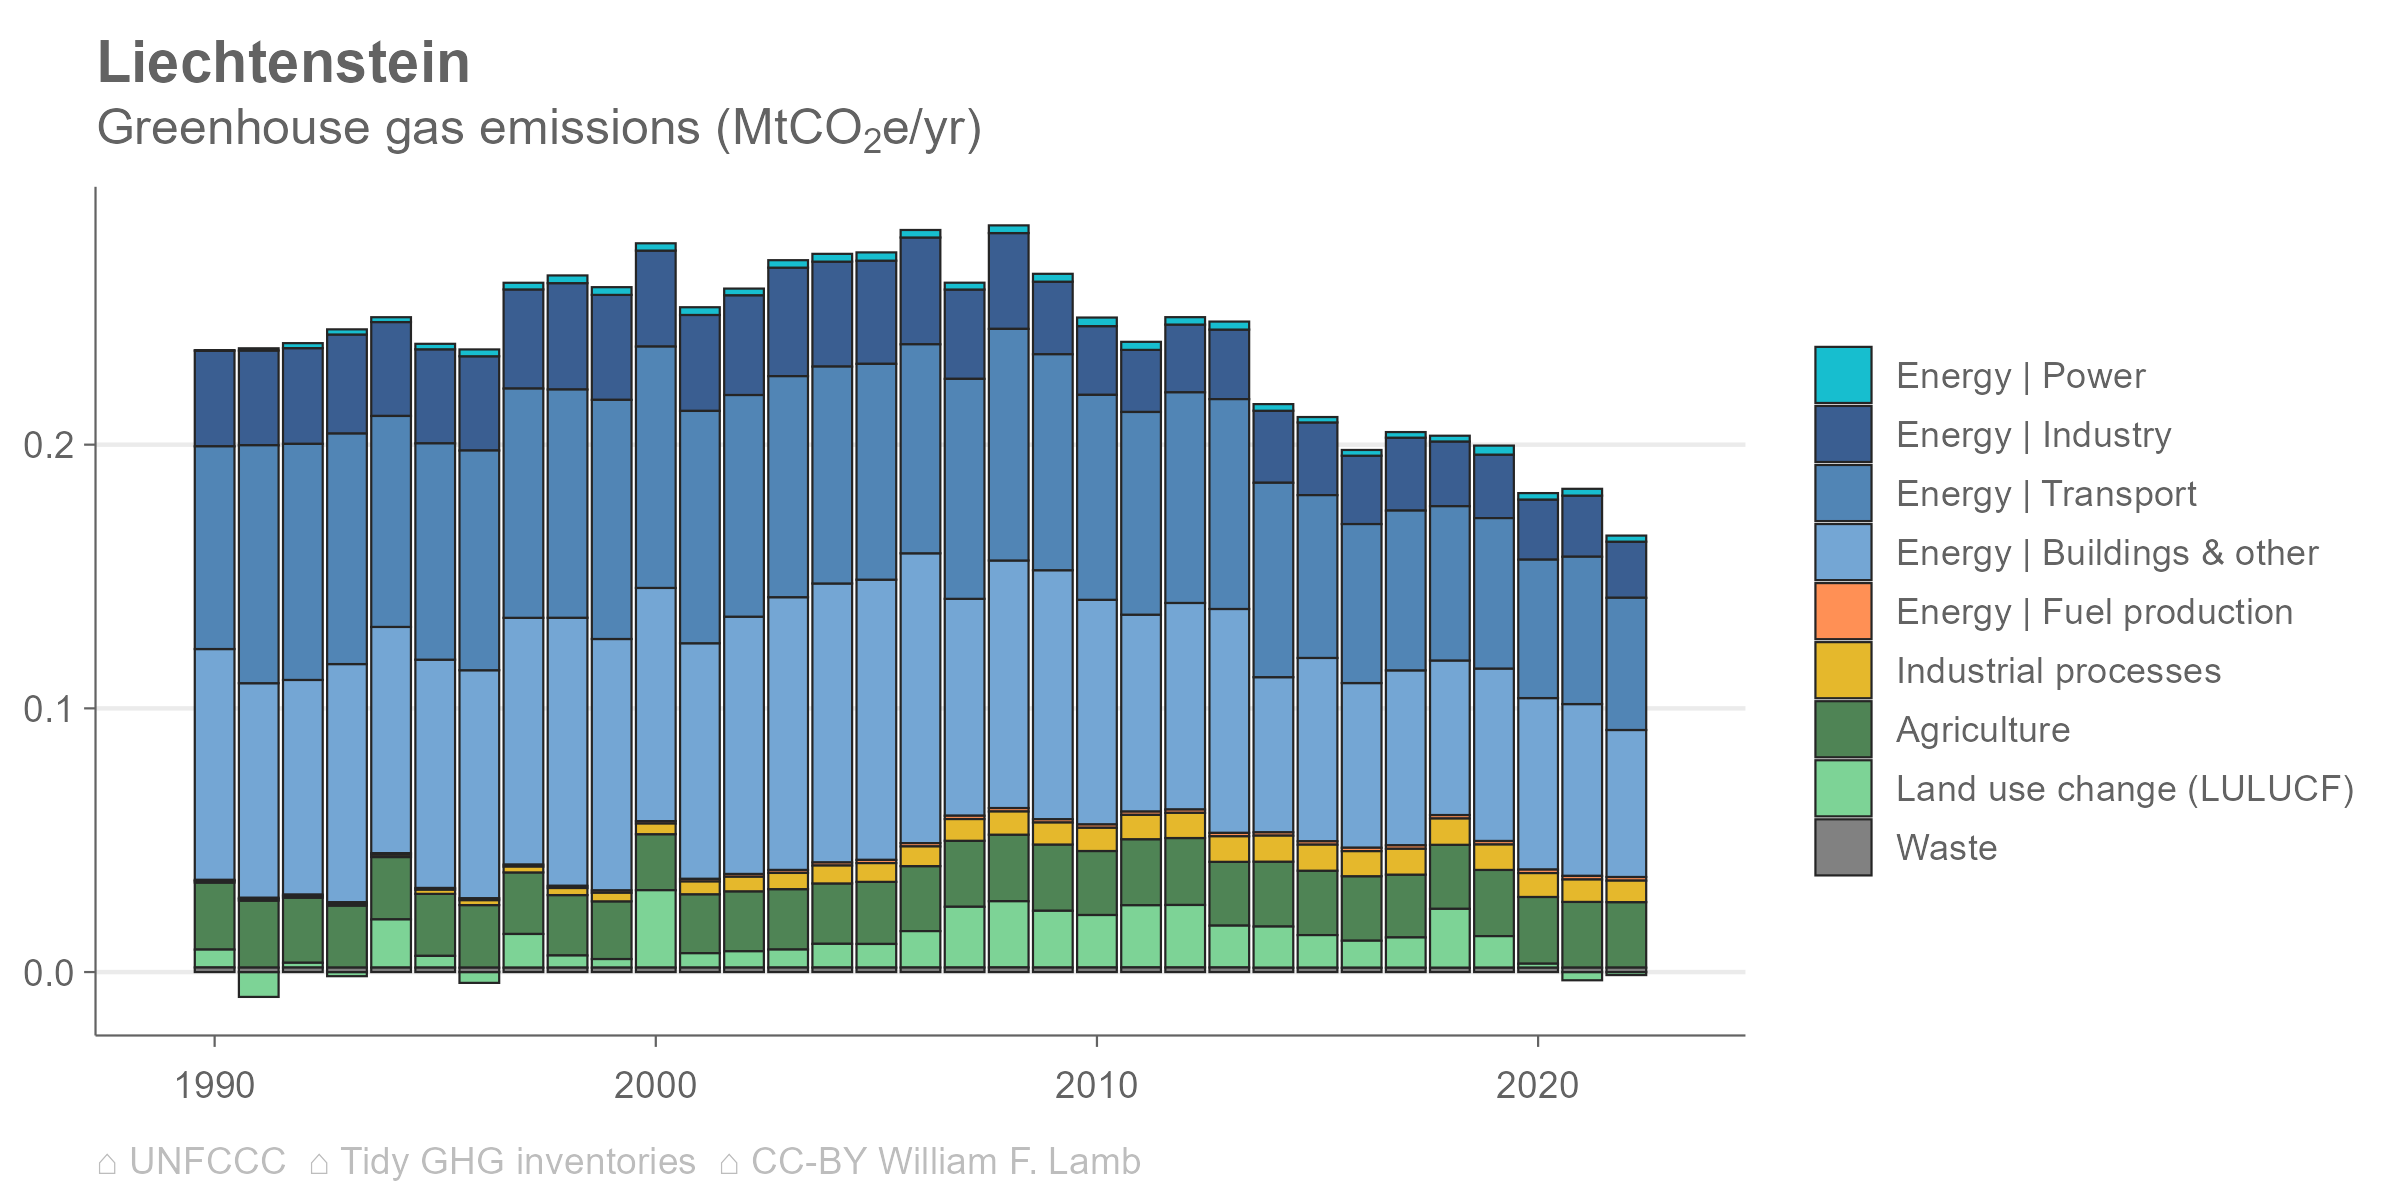 Liechtenstein
Greenhouse gas emissions (MtCO₂e/yr)
0.2
0.1
0.0
1990 2000 2010 2020
Energy | Power
Energy | Industry
Energy | Transport
Energy | Buildings & other
Energy | Fuel production
Industrial processes
Agriculture
Land use change (LULUCF)
Waste
⌂ UNFCCC ⌂ Tidy GHG inventories ⌂ CC-BY William F. Lamb